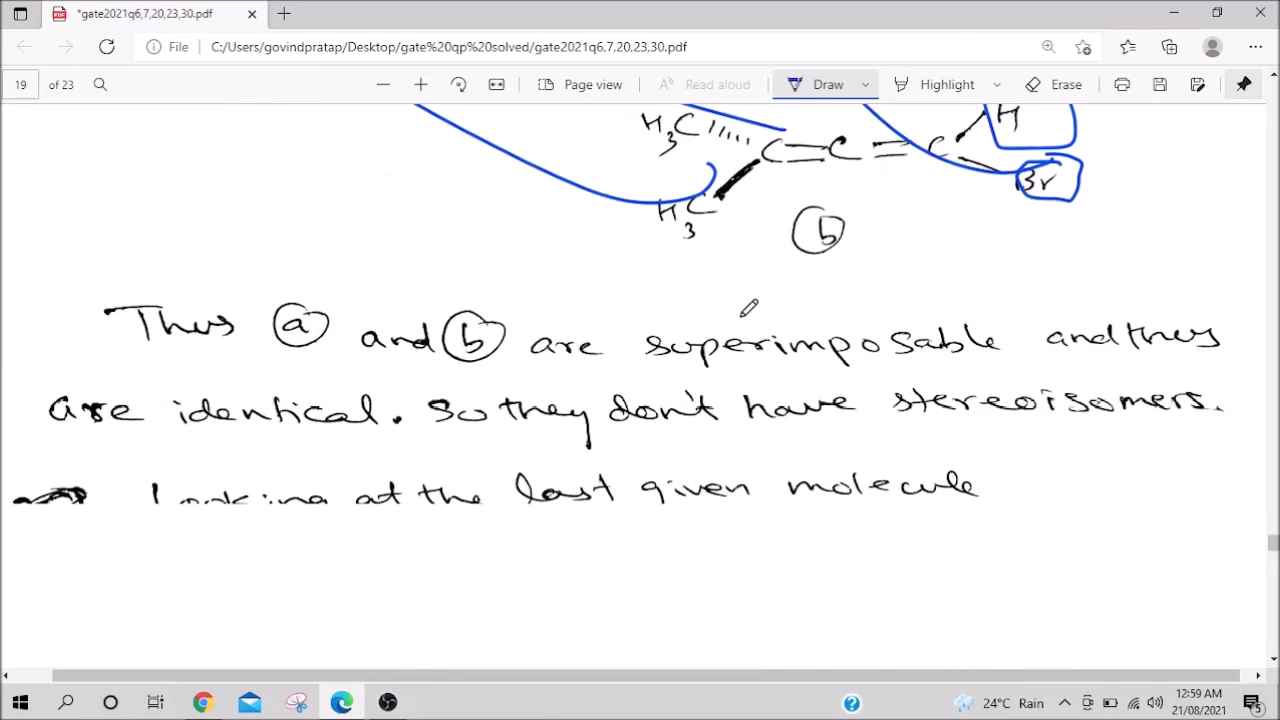 *gate2021q6,7,20,23,30.pdf
File C:/Users/govindpratap/Desktop/gate%20qp%20solved/gate2021q6,7,20,23,30.pdf
19 of 23 Page view Read aloud Draw Highlight Erase
H
H3C C=C=C
Br
H3C
b
Thus a and b are superimposable and they
are identical. So they don't have stereoisomers.
Looking at the last given molecule
24°C Rain 12:59 AM
21/08/2021
5